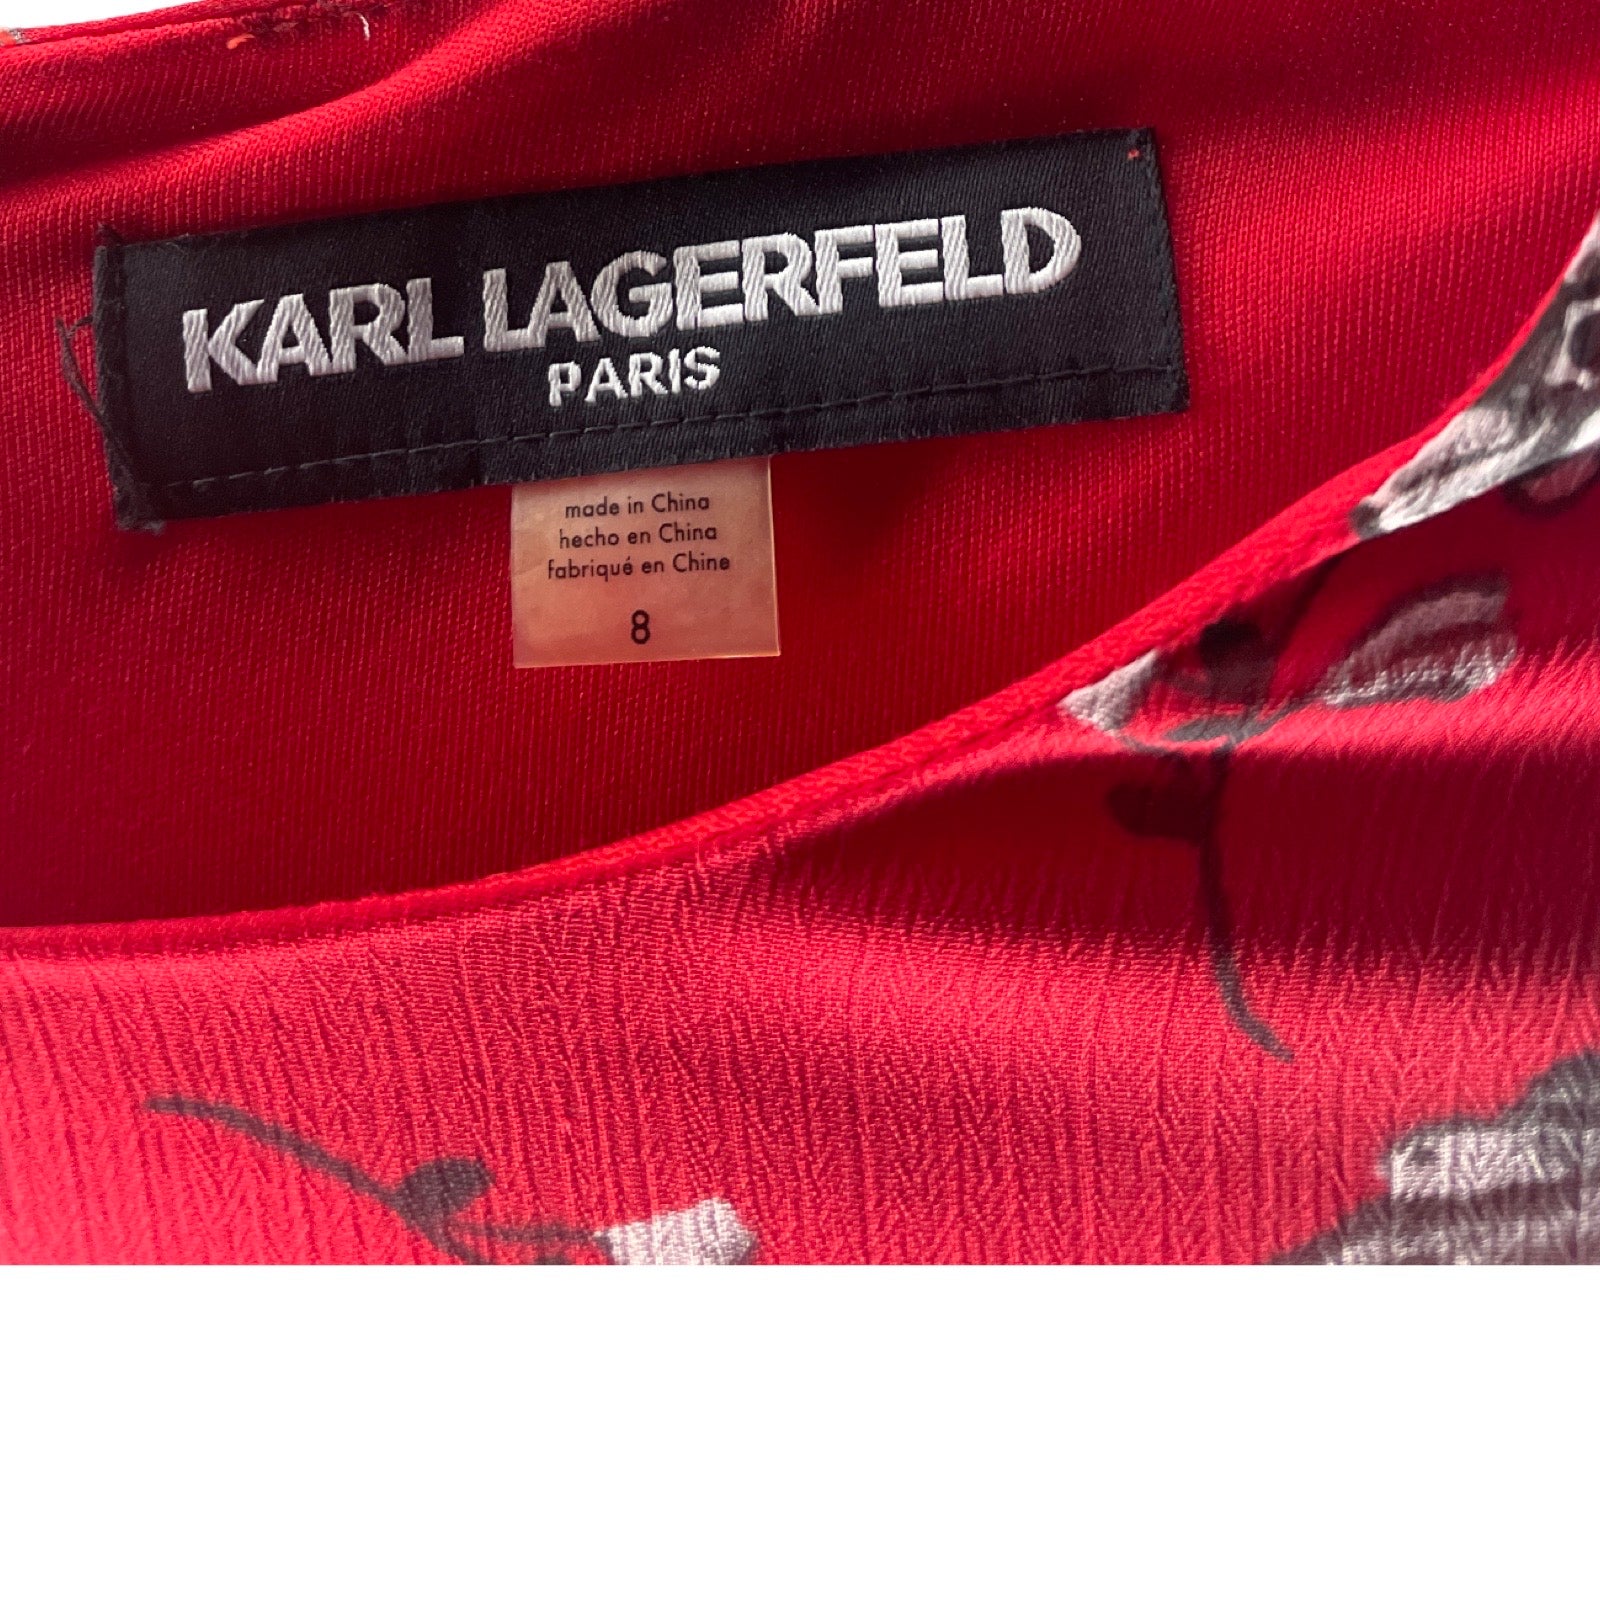 KARL LAGERFELD
PARIS
made in China
hecho en China
fabriqué en Chine
8